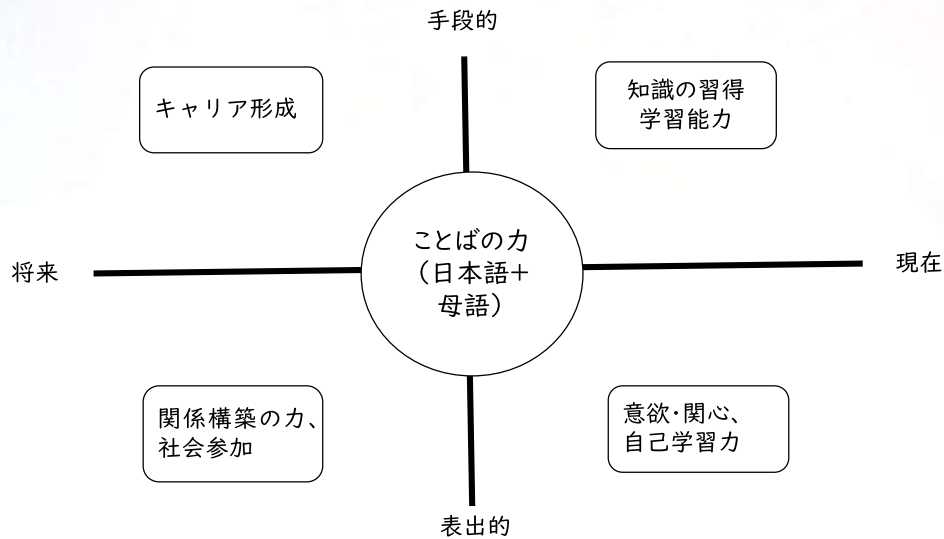 手段的
キャリア形成
知識の習得
学習能力
ことばの力
（日本語＋
母語）
将来
現在
関係構築の力、
社会参加
意欲・関心、
自己学習力
表出的